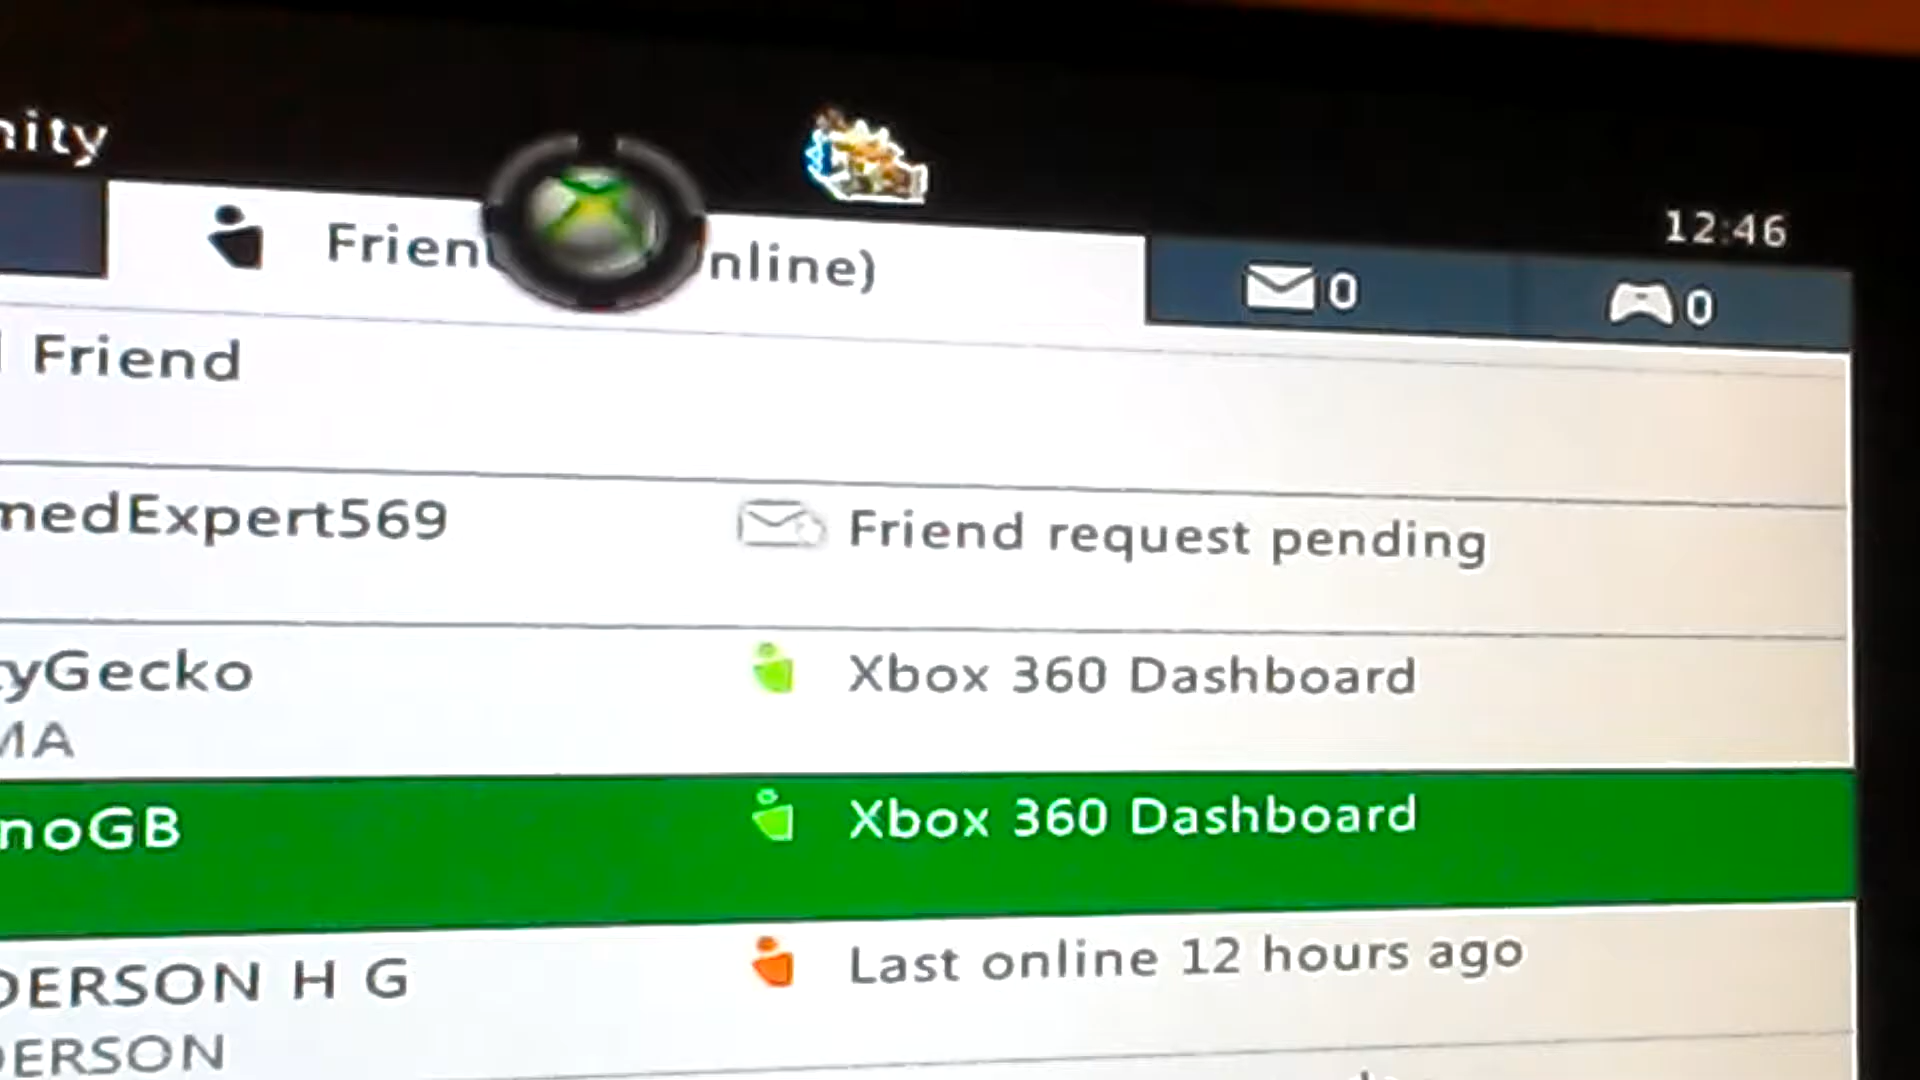 nity
12:46
Frien nline) 0 0
Friend
medExpert569 Friend request pending
yGecko Xbox 360 Dashboard
MA
noGB Xbox 360 Dashboard
DERSON H G Last online 12 hours ago
DERSON